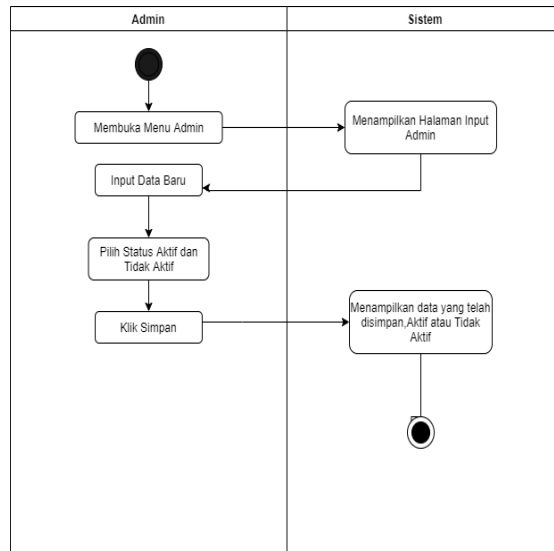 Admin
Sistem
Membuka Menu Admin
Menampilkan Halaman Input
Admin
Input Data Baru
Pilih Status Aktif dan
Tidak Aktif
Klik Simpan
Menampilkan data yang telah
disimpan,Aktif atau Tidak
Aktif